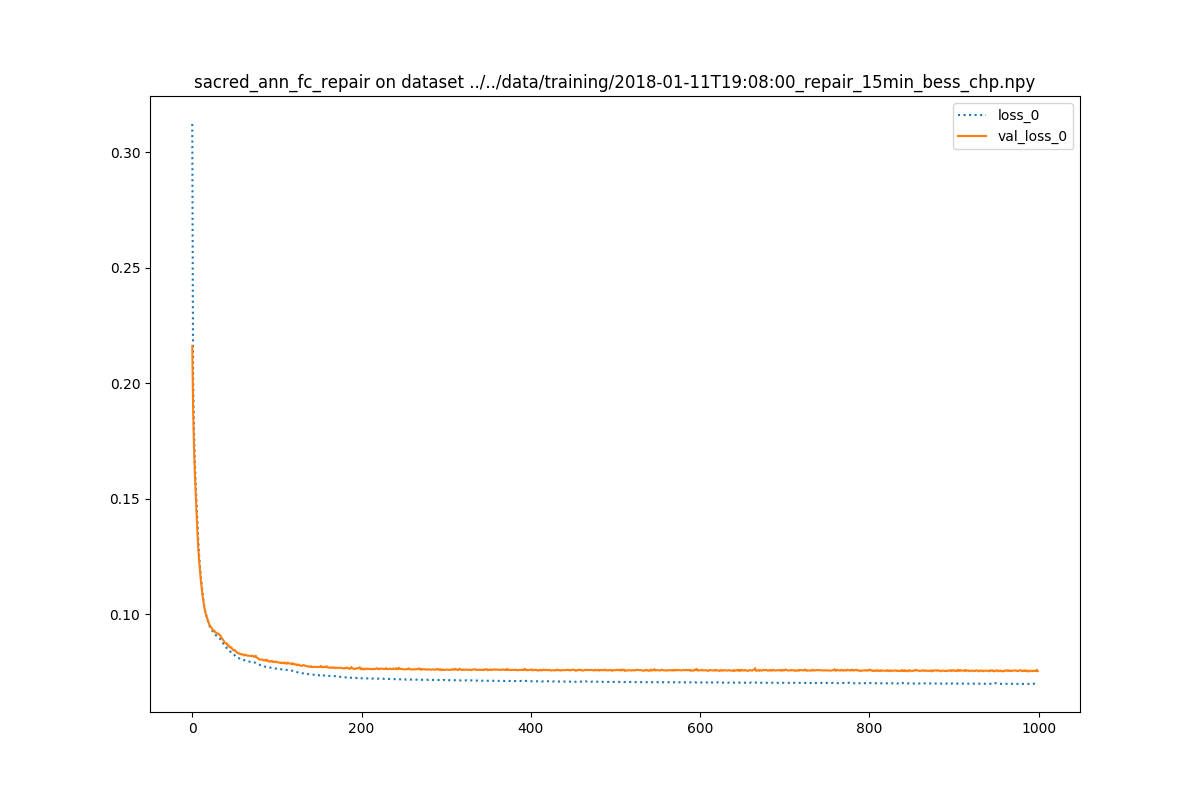 sacred_ann_fc_repair on dataset ../../data/training/2018-01-11T19:08:00_repair_15min_bess_chp.npy
loss_0
val_loss_0
0.30
0.25
0.20
0.15
0.10
0 200 400 600 800 1000